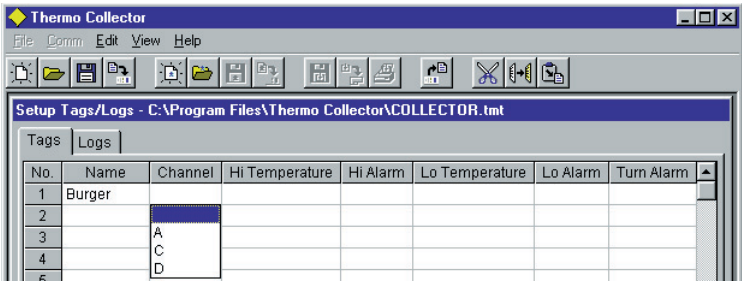 Thermo Collector
File Comm Edit View Help
Setup Tags/Logs - C:\Program Files\Thermo Collector\COLLECTOR.tmt
Tags Logs
No. Name Channel Hi Temperature Hi Alarm Lo Temperature Lo Alarm Turn Alarm
1 Burger
2
3 A
4 C
D
5